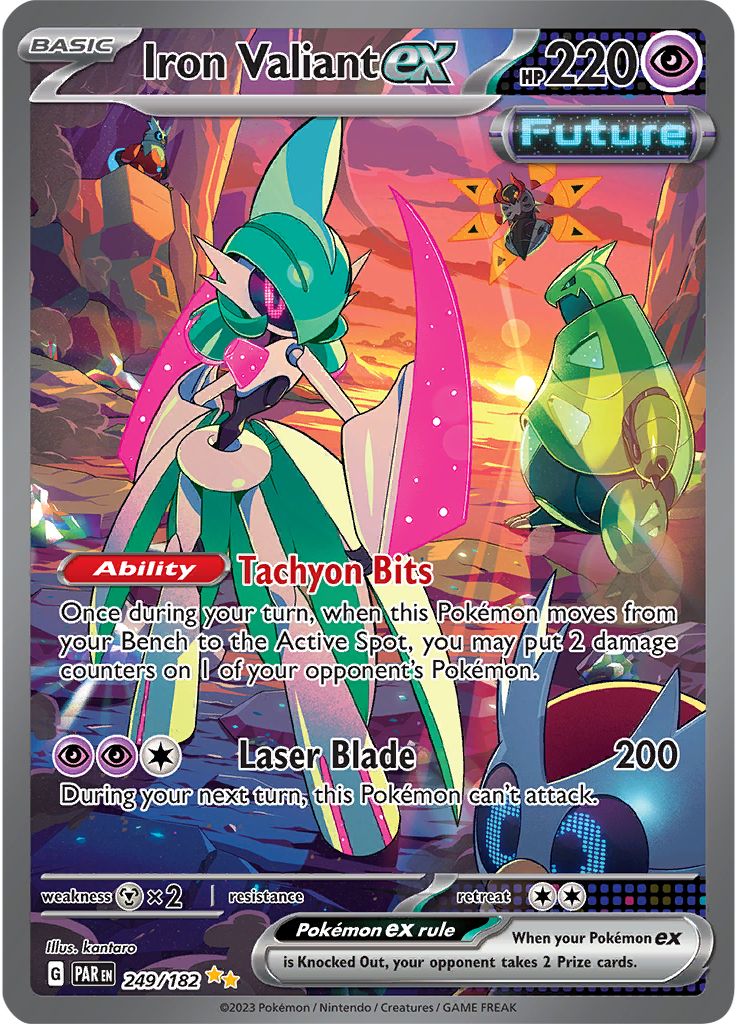 BASIC
Iron Valiant ex
HP 220
Future
Ability Tachyon Bits
Once during your turn, when this Pokémon moves from
your Bench to the Active Spot, you may put 2 damage
counters on 1 of your opponent's Pokémon.
Laser Blade 200
During your next turn, this Pokémon can't attack.
weakness ×2 resistance retreat
Illus. kantaro
Pokémon ex rule When your Pokémon ex
is Knocked Out, your opponent takes 2 Prize cards.
G PAR EN 249/182
©2023 Pokémon / Nintendo / Creatures / GAME FREAK